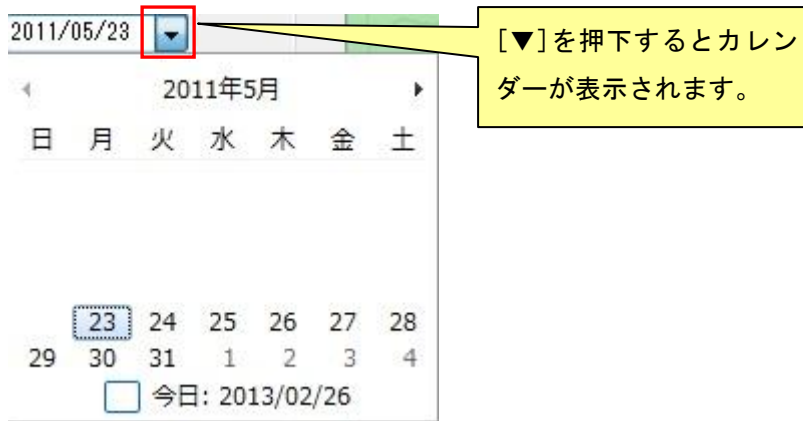 2011/05/23
[▼]を押下するとカレン
ダーが表示されます。
2011年5月
日 月 火 水 木 金 土
23 24 25 26 27 28
29 30 31 1 2 3 4
今日: 2013/02/26